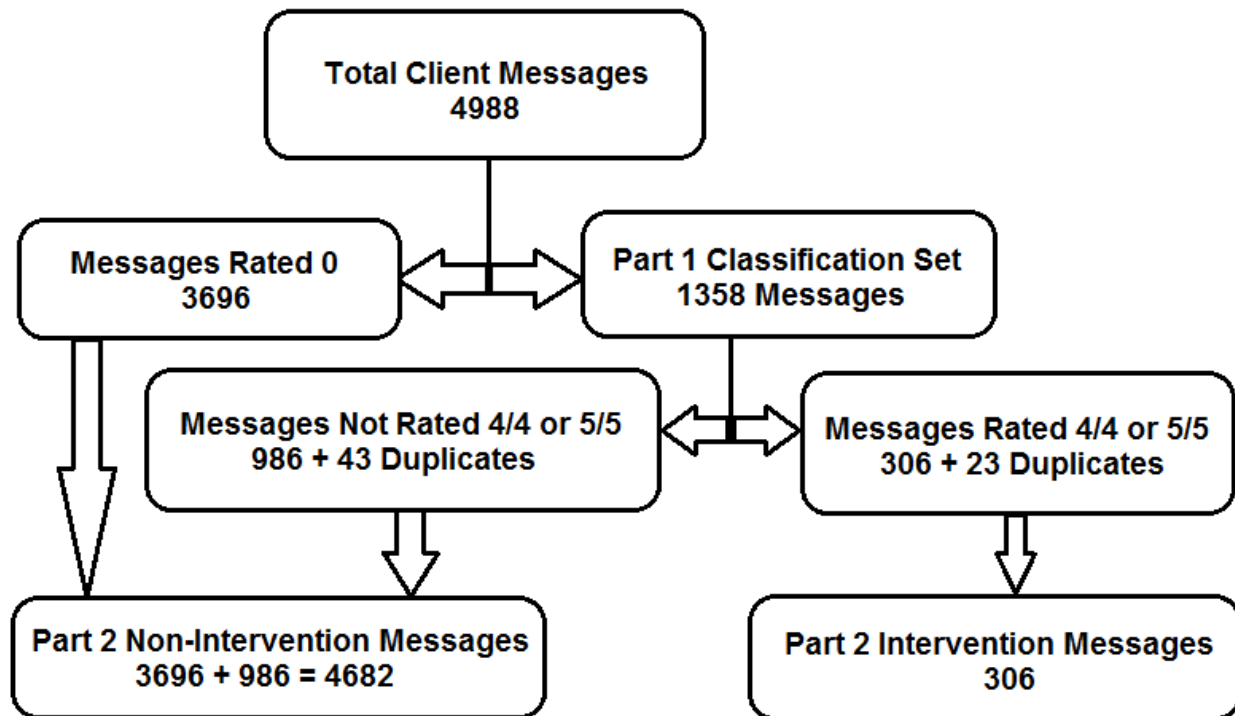 Total Client Messages
4988
Messages Rated 0
3696
Part 1 Classification Set
1358 Messages
Messages Not Rated 4/4 or 5/5
986 + 43 Duplicates
Messages Rated 4/4 or 5/5
306 + 23 Duplicates
Part 2 Non-Intervention Messages
3696 + 986 = 4682
Part 2 Intervention Messages
306